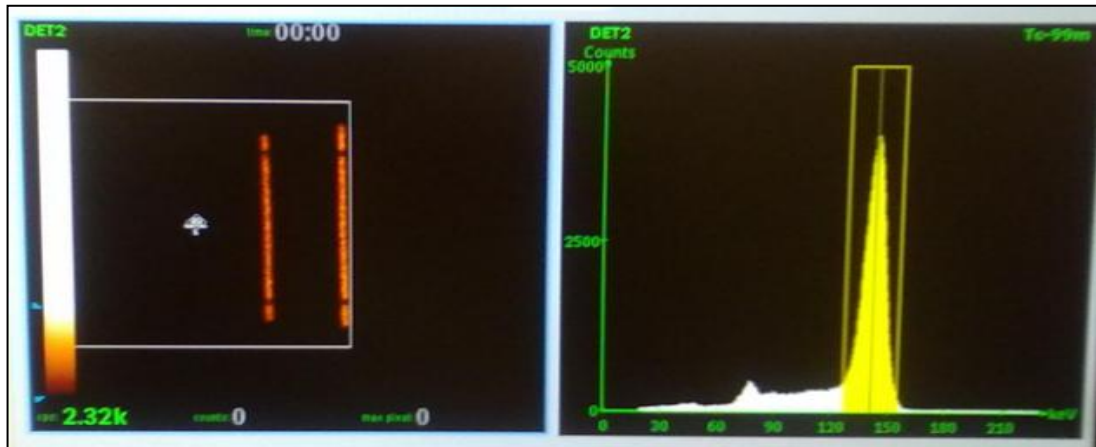 DET2
time: 00:00
cps: 2.32k
counts: 0
max pixel: 0
DET2
Tc-99m
Counts
5000
2500
0
0 30 60 90 120 150 180 210 keV